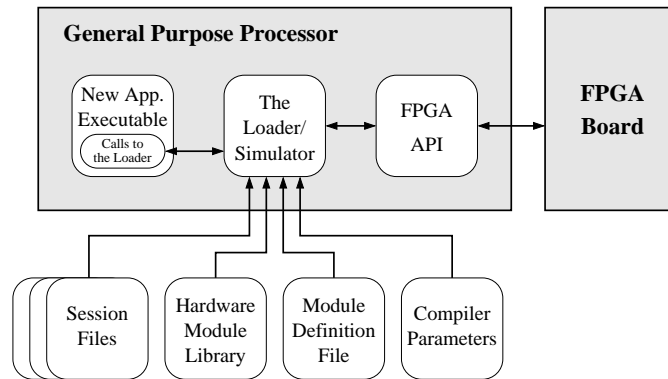 General Purpose Processor
New App.
Executable
Calls to
the Loader
The
Loader/
Simulator
FPGA
API
FPGA
Board
Session
Files
Hardware
Module
Library
Module
Definition
File
Compiler
Parameters